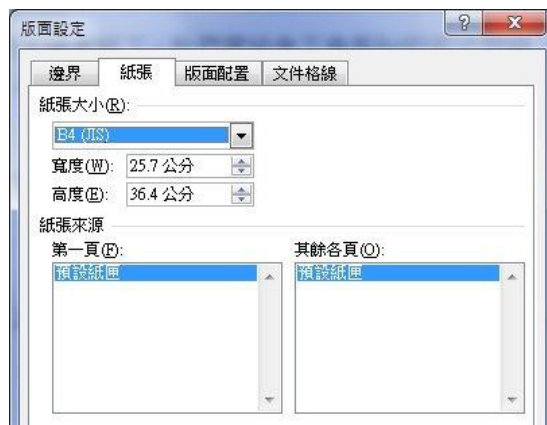 版面設定
邊界 紙張 版面配置 文件格線
紙張大小(R):
B4 (JIS)
寬度(W): 25.7 公分
高度(E): 36.4 公分
紙張來源
第一頁(F): 其餘各頁(O):
預設紙匣 預設紙匣